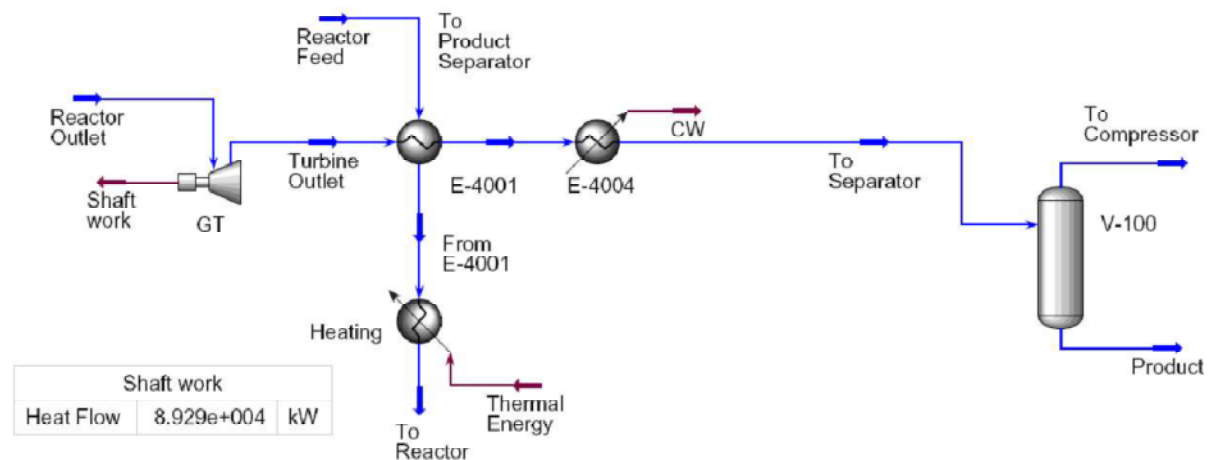 Reactor
Feed
To
Product
Separator
Reactor
Outlet
Shaft
work
GT
Turbine
Outlet
E-4001
CW
E-4004
To
Separator
To
Compressor
V-100
Product
From
E-4001
Heating
Thermal
Energy
To
Reactor
Shaft work
Heat Flow 8.929e+004 kW